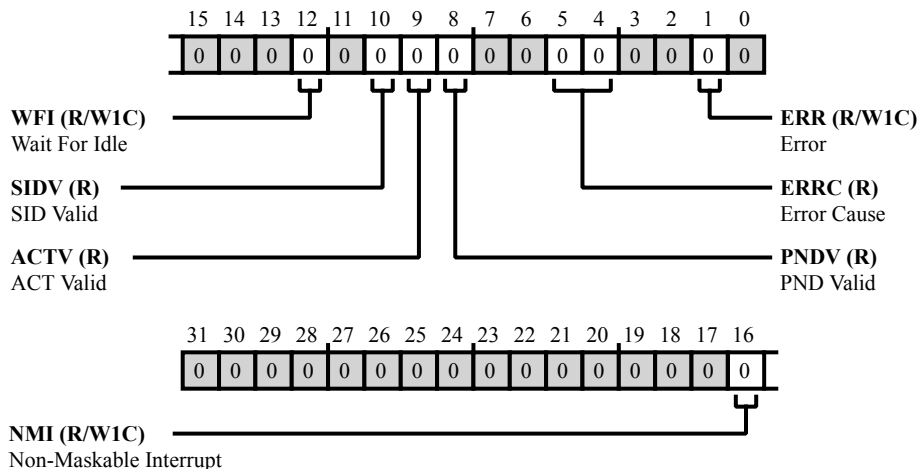 15 14 13 12 11 10 9 8 7 6 5 4 3 2 1 0
0 0 0 0 0 0 0 0 0 0 0 0 0 0 0 0
WFI (R/W1C)
Wait For Idle
SIDV (R)
SID Valid
ACTV (R)
ACT Valid
ERR (R/W1C)
Error
ERRC (R)
Error Cause
PNDV (R)
PND Valid
31 30 29 28 27 26 25 24 23 22 21 20 19 18 17 16
0 0 0 0 0 0 0 0 0 0 0 0 0 0 0 0
NMI (R/W1C)
Non-Maskable Interrupt